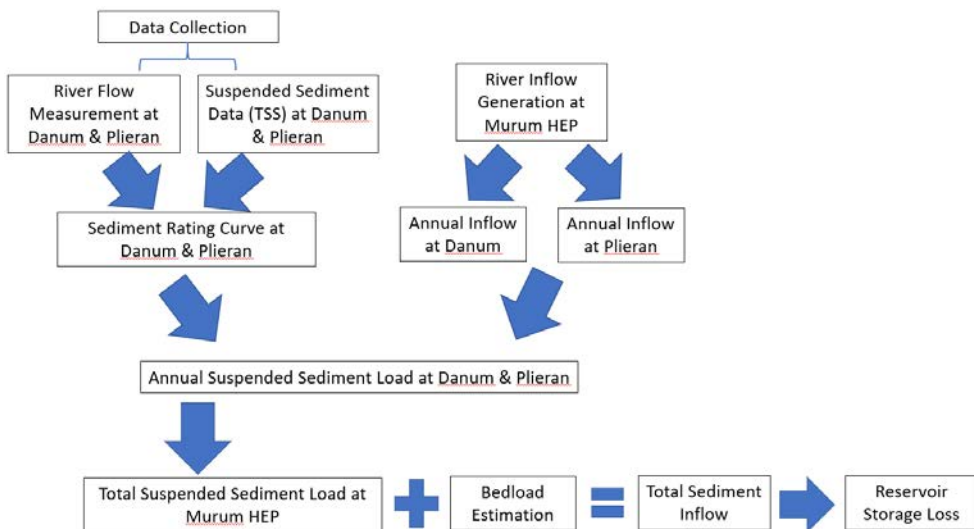 Data Collection
River Flow
Measurement at
Danum & Plieran
Suspended Sediment
Data (TSS) at Danum
& Plieran
River Inflow
Generation at
Murum HEP
Sediment Rating Curve at
Danum & Plieran
Annual Inflow
at Danum
Annual Inflow
at Plieran
Annual Suspended Sediment Load at Danum & Plieran
Total Suspended Sediment Load at
Murum HEP
Bedload
Estimation
Total Sediment
Inflow
Reservoir
Storage Loss